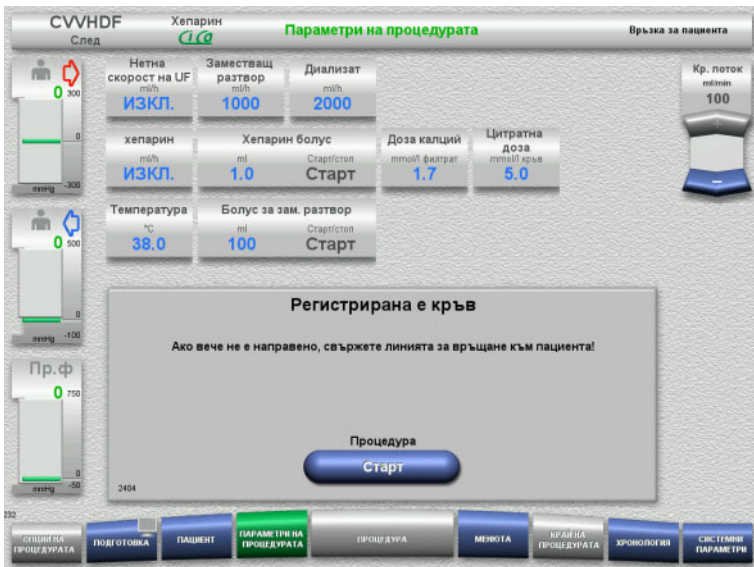 CVVHDF
След
Хепарин
CiCa
Параметри на процедурата
Връзка за пациента
0
300
0
-300
mmHg
Нетна
скорост на UF
ml/h
ИЗКЛ.
Заместващ
разтвор
ml/h
1000
Диализат
ml/h
2000
Кр. поток
ml/min
100
хепарин
ml/h
ИЗКЛ.
Хепарин болус
ml
1.0
Старт/стоп
Старт
Доза калций
mmol/l филтрат
1.7
Цитратна
доза
mmol/l кръв
5.0
0
500
0
-100
mmHg
Температура
°C
38.0
Болус за зам. разтвор
ml
100
Старт/стоп
Старт
Регистрирана е кръв
Ако вече не е направено, свържете линията за връщане към пациента!
Пр.ф
0
750
0
-50
mmHg
Процедура
Старт
2404
232
ОПЦИИ НА
ПРОЦЕДУРАТА
ПОДГОТОВКА
ПАЦИЕНТ
ПАРАМЕТРИ НА
ПРОЦЕДУРАТА
ПРОЦЕДУРА
МЕНЮТА
КРАЙ НА
ПРОЦЕДУРАТА
ХРОНОЛОГИЯ
СИСТЕМНИ
ПАРАМЕТРИ